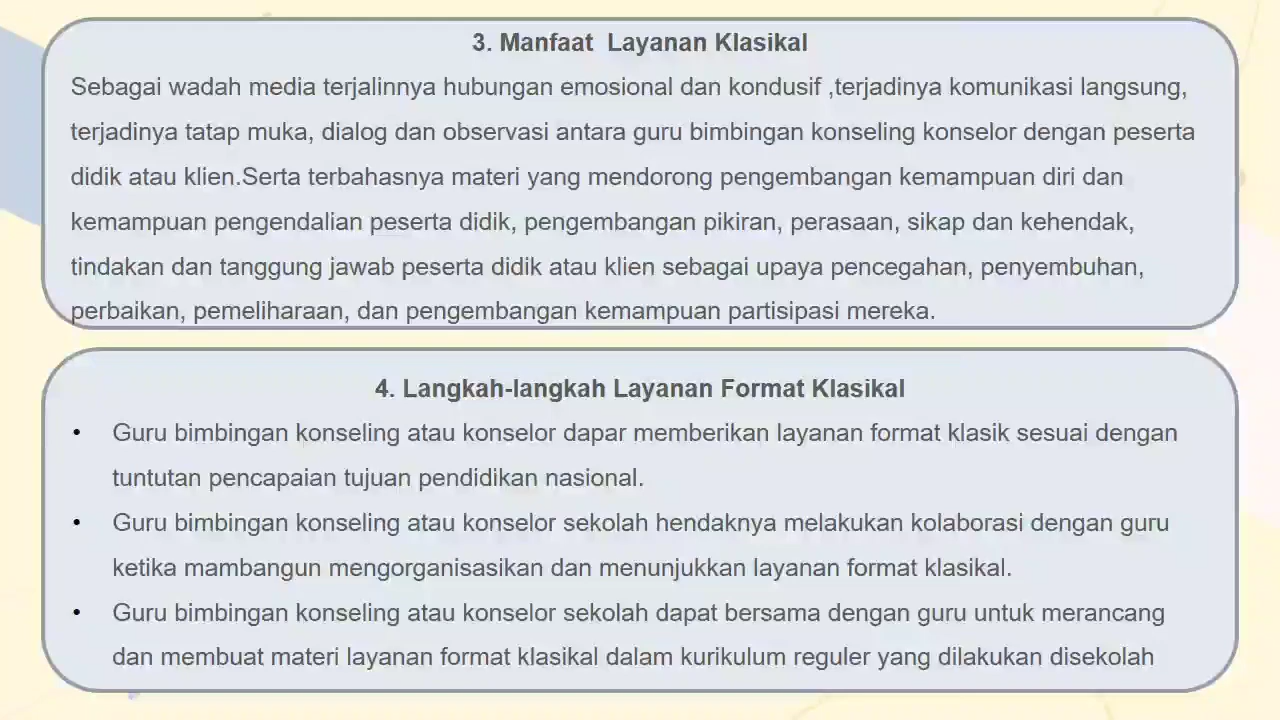 3. Manfaat  Layanan Klasikal
Sebagai wadah media terjalinnya hubungan emosional dan kondusif ,terjadinya komunikasi langsung,
terjadinya tatap muka, dialog dan observasi antara guru bimbingan konseling konselor dengan peserta
didik atau klien.Serta terbahasnya materi yang mendorong pengembangan kemampuan diri dan
kemampuan pengendalian peserta didik, pengembangan pikiran, perasaan, sikap dan kehendak,
tindakan dan tanggung jawab peserta didik atau klien sebagai upaya pencegahan, penyembuhan,
perbaikan, pemeliharaan, dan pengembangan kemampuan partisipasi mereka.
4. Langkah-langkah Layanan Format Klasikal
• Guru bimbingan konseling atau konselor dapar memberikan layanan format klasik sesuai dengan
tuntutan pencapaian tujuan pendidikan nasional.
• Guru bimbingan konseling atau konselor sekolah hendaknya melakukan kolaborasi dengan guru
ketika mambangun mengorganisasikan dan menunjukkan layanan format klasikal.
• Guru bimbingan konseling atau konselor sekolah dapat bersama dengan guru untuk merancang
dan membuat materi layanan format klasikal dalam kurikulum reguler yang dilakukan disekolah